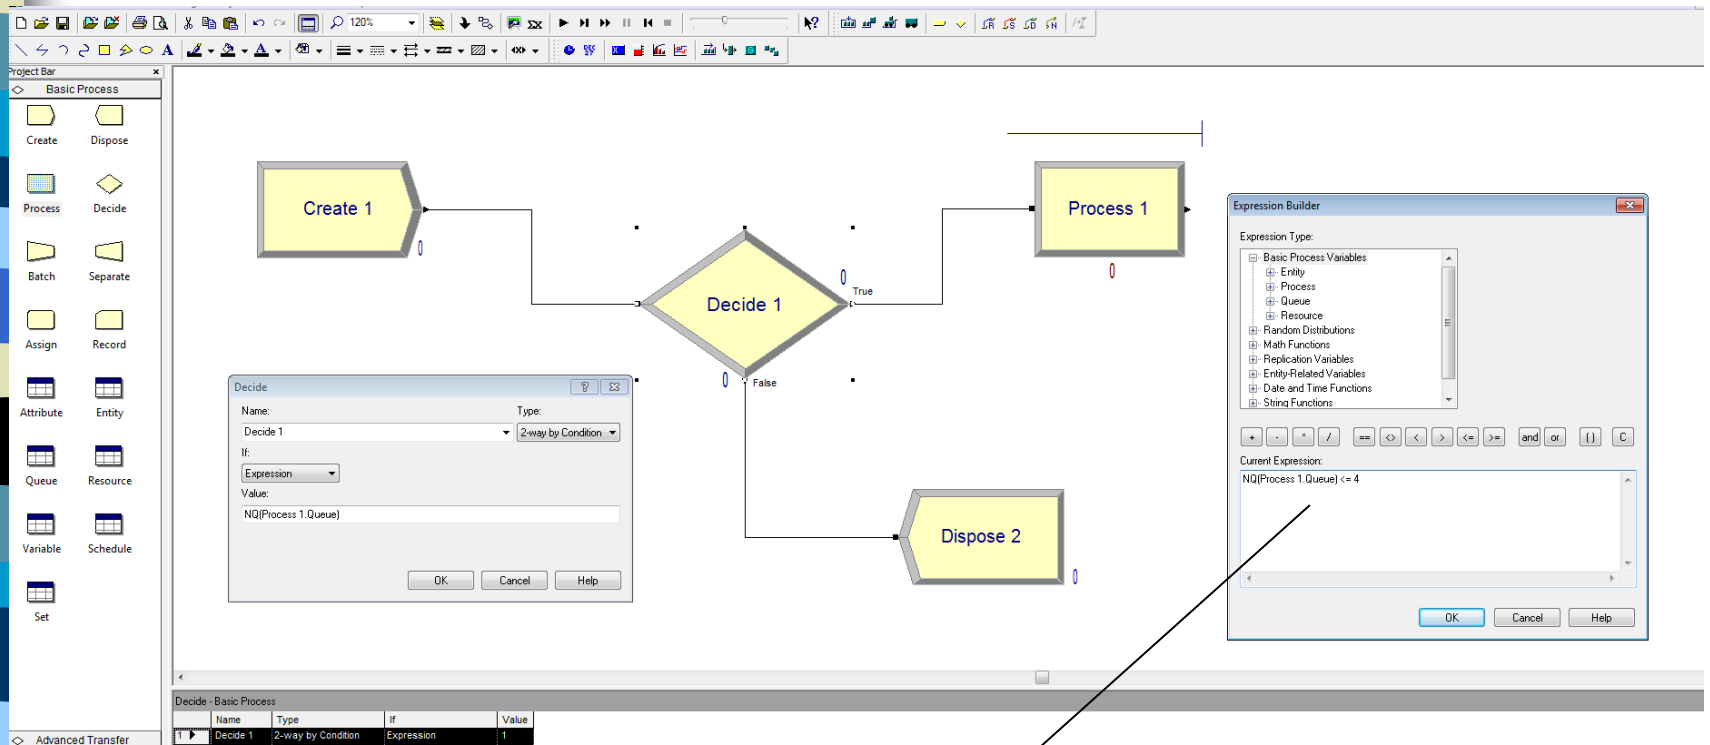 120%
Project Bar
Basic Process
Create
Dispose
Process
Decide
Batch
Separate
Assign
Record
Attribute
Entity
Queue
Resource
Variable
Schedule
Set
Advanced Transfer
Create 1
0
Decide 1
0
True
0
False
Process 1
0
Dispose 2
0
Decide
Name:
Type:
Decide 1
2-way by Condition
If:
Expression
Value:
NQ(Process 1.Queue)
OK
Cancel
Help
Expression Builder
Expression Type:
Basic Process Variables
Entity
Process
Queue
Resource
Random Distributions
Math Functions
Replication Variables
Entity-Related Variables
Date and Time Functions
String Functions
+ - * / == <> < > <= >= and or () C
Current Expression:
NQ(Process 1.Queue) <= 4
OK
Cancel
Help
Decide - Basic Process
Name Type If Value
1 Decide 1 2-way by Condition Expression 1